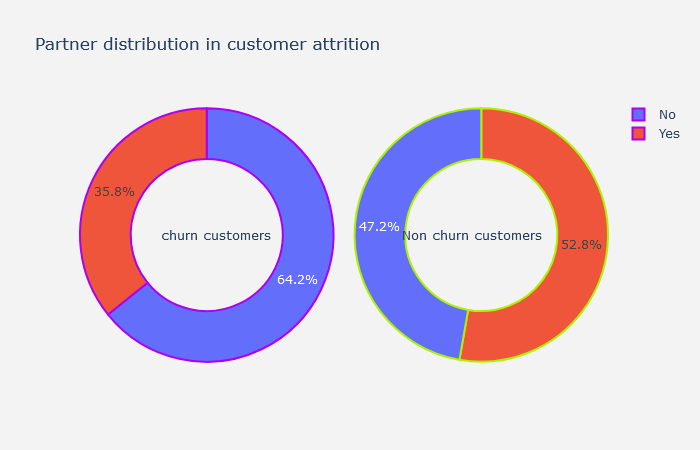 Partner distribution in customer attrition
No
Yes
35.8%
churn customers
64.2%
47.2%
Non churn customers
52.8%